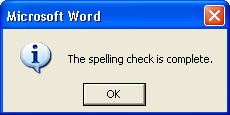 Microsoft Word
The spelling check is complete.
OK